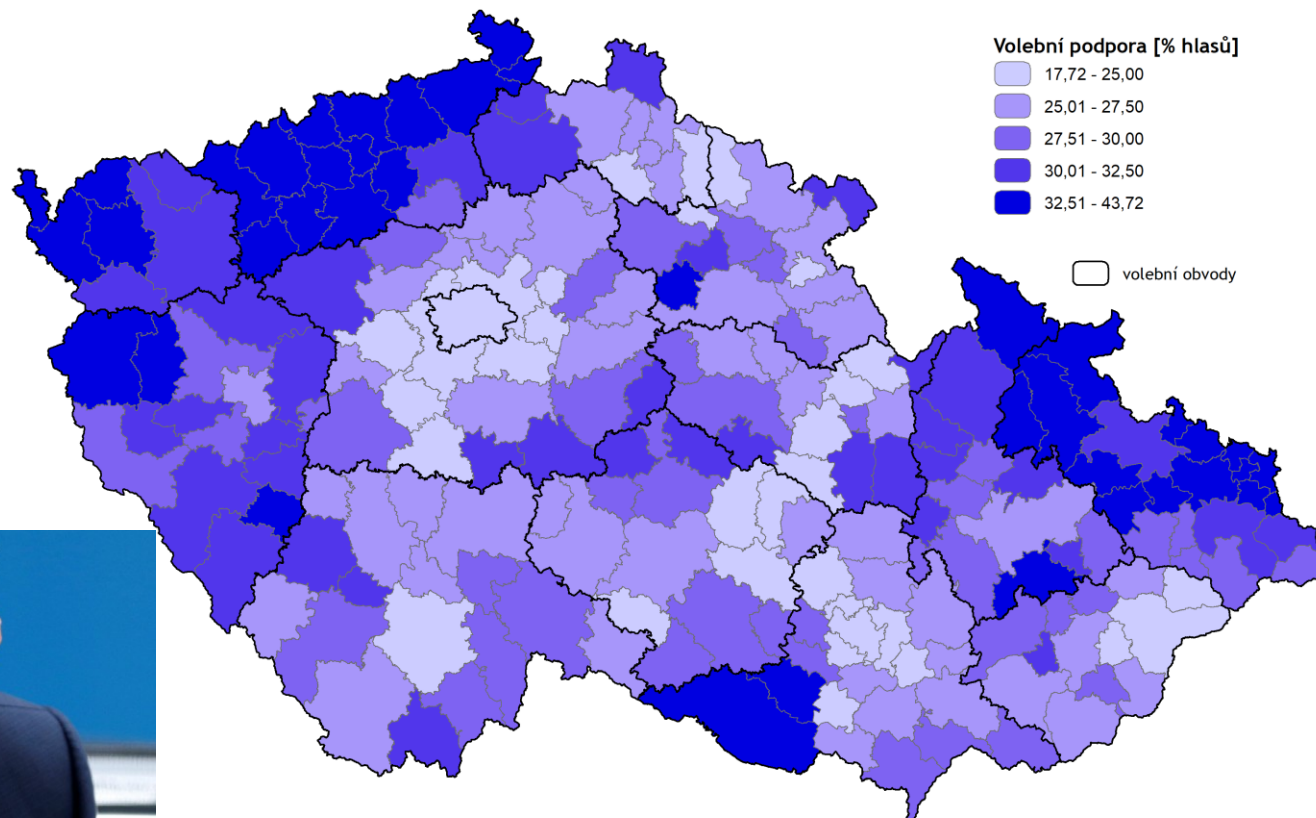 Volební podpora [% hlasů]
17,72 - 25,00
25,01 - 27,50
27,51 - 30,00
30,01 - 32,50
32,51 - 43,72
volební obvody